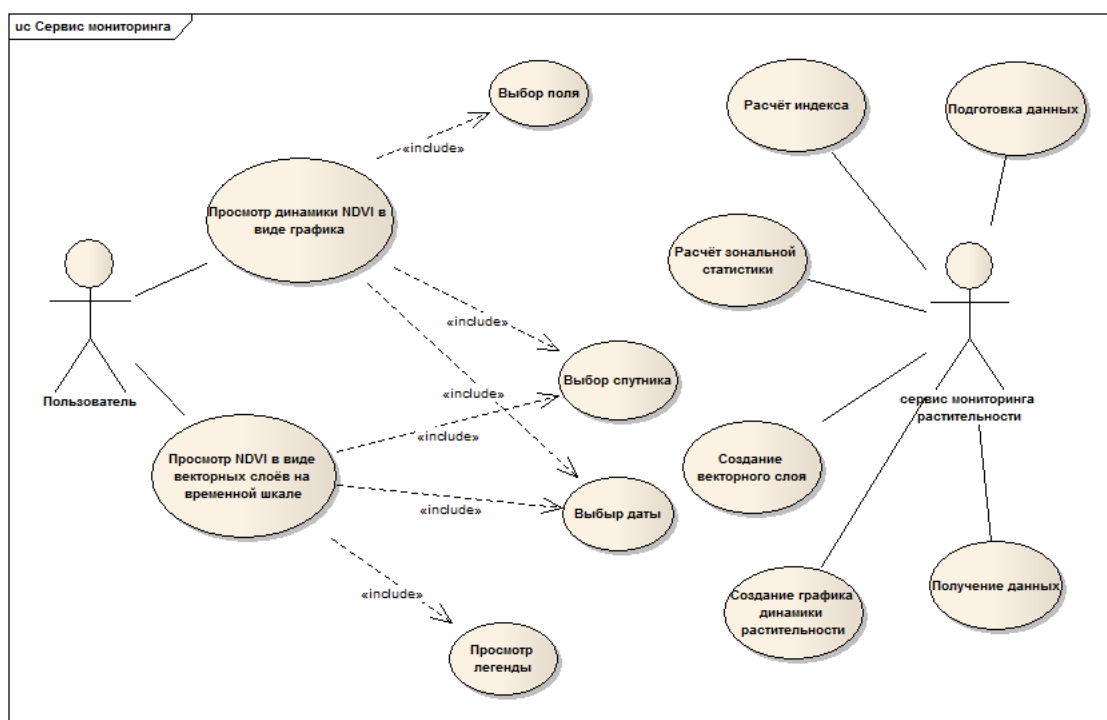 uc Сервис мониторинга
Выбор поля
Расчёт индекса
Подготовка данных
«include»
Просмотр динамики NDVI в
виде графика
Расчёт зональной
статистики
«include»
Выбор спутника
Пользователь
сервис мониторинга
растительности
«include»
«include»
Просмотр NDVI в виде
векторных слоёв на
временной шкале
Создание
векторного слоя
«include»
Выбыр даты
«include»
Создание графика
динамики
растительности
Получение данных
Просмотр
легенды